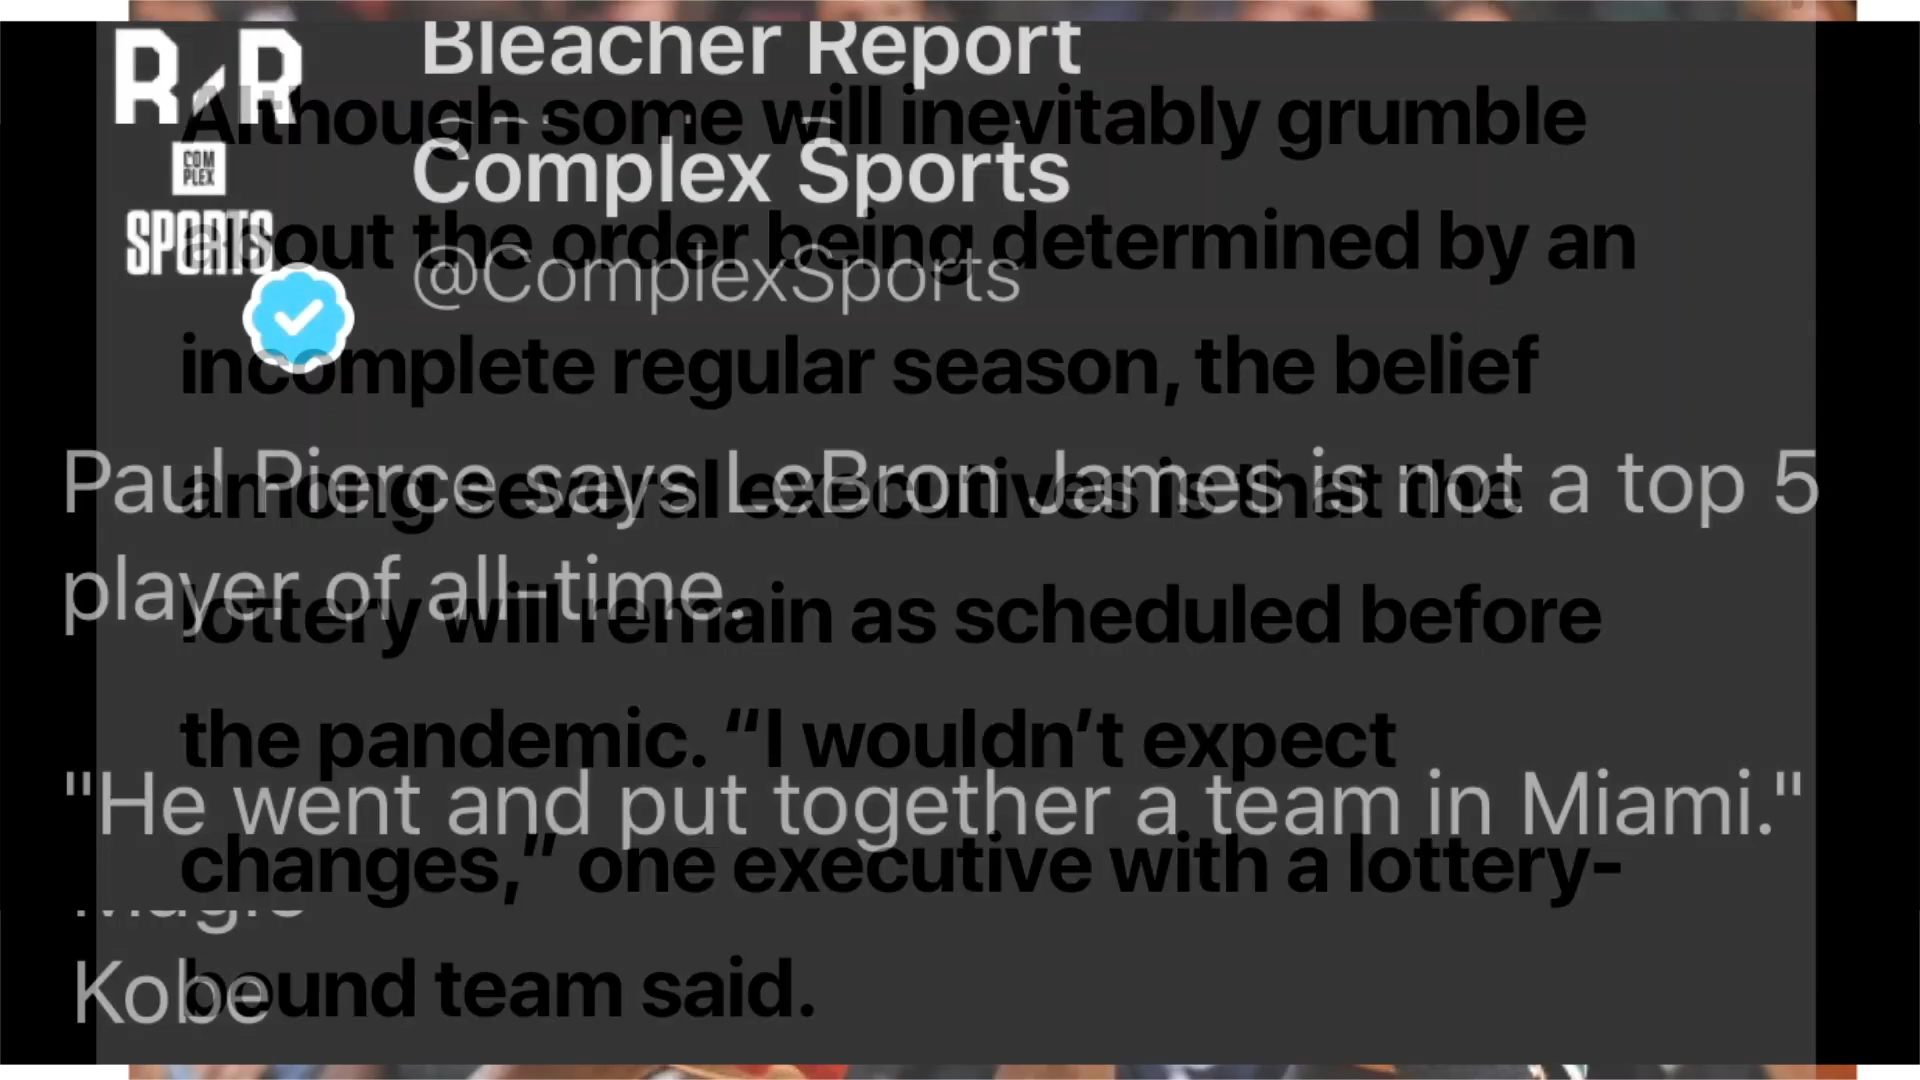 Bleacher Report
B/R
Although some will inevitably grumble
COM
PLEX
SPORTS
Complex Sports
about the order being determined by an
@ComplexSports
incomplete regular season, the belief
Paul Pierce says LeBron James is not a top 5
player of all-time.
among several executives is that the
lottery will remain as scheduled before
the pandemic. “I wouldn’t expect
"He went and put together a team in Miami."
changes,” one executive with a lottery-
Magic
Kobe
bound team said.